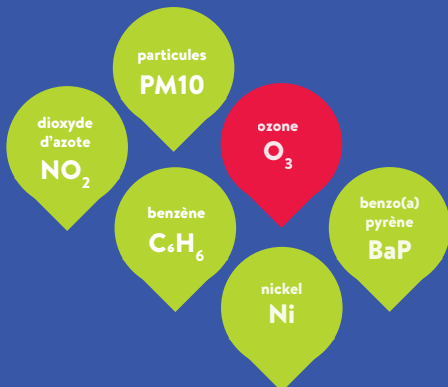 particules
PM10
dioxyde
d'azote
NO₂
ozone
O₃
benzène
C₆H₆
benzo(a)
pyrène
BaP
nickel
Ni